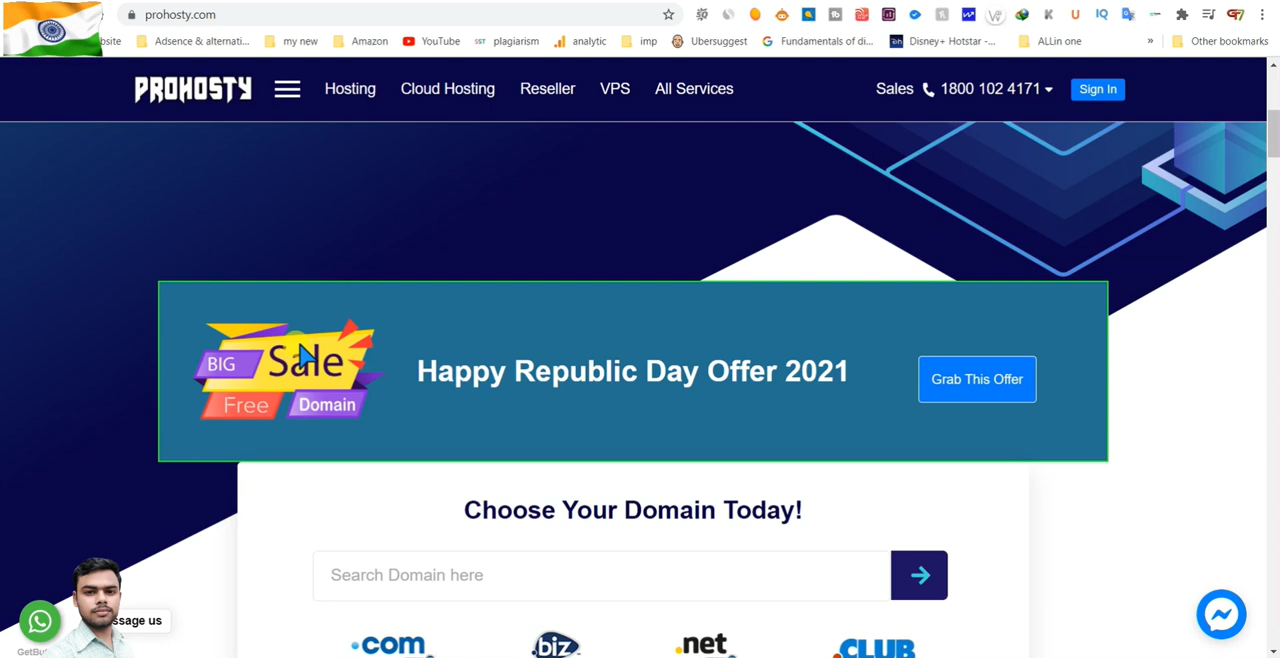 prohosty.com
bsite
Adsence & alternati...
my new
Amazon
YouTube
SST plagiarism
analytic
imp
Ubersuggest
Fundamentals of di...
Disney+ Hotstar -...
ALLin one
»
Other bookmarks
PROHOSTY
Hosting
Cloud Hosting
Reseller
VPS
All Services
Sales 1800 102 4171
Sign In
BIG Sale
Free Domain
Happy Republic Day Offer 2021
Grab This Offer
Choose Your Domain Today!
Search Domain here
ssage us
.com
.biz
.net
.CLUB
GetBu